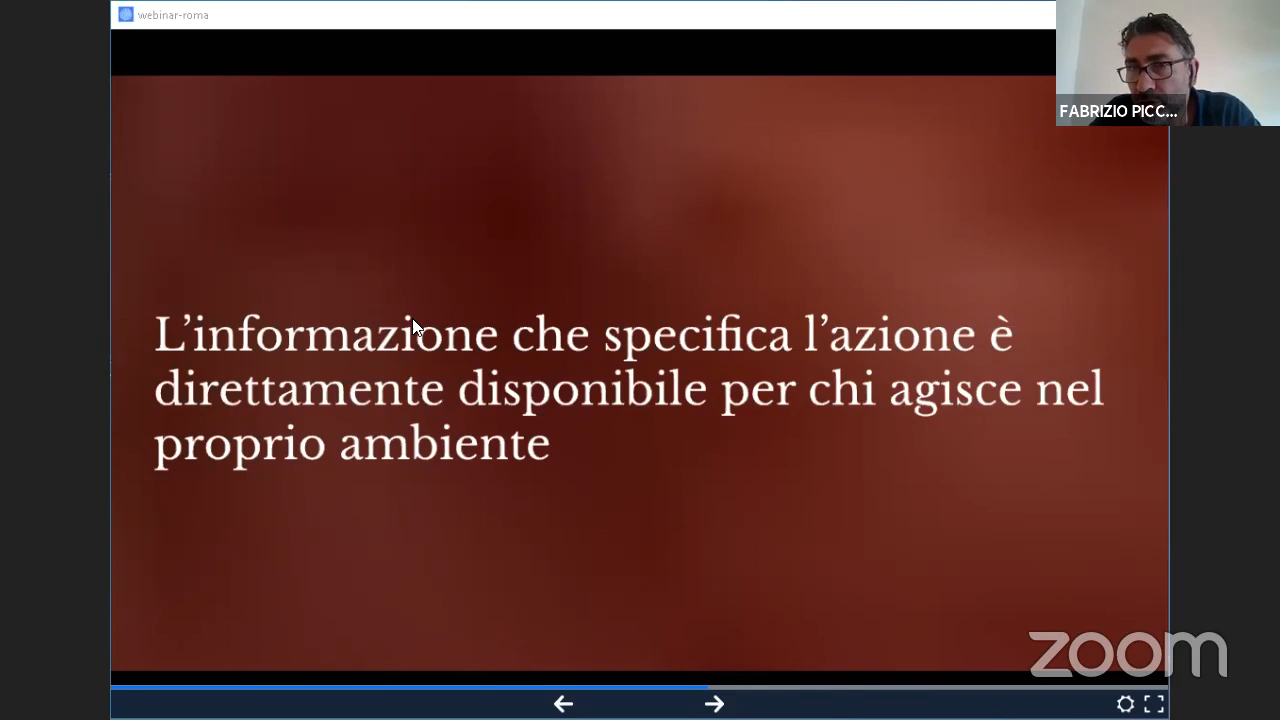 webinar-roma
FABRIZIO PICC...
L’informazione che specifica l’azione è
direttamente disponibile per chi agisce nel
proprio ambiente
zoom